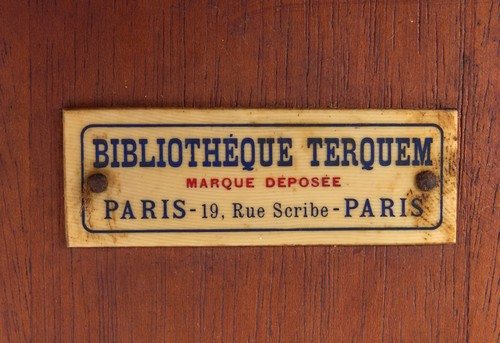 BIBLIOTHÉQUE TERQUEM
MARQUE DÉPOSÉE
PARIS - 19, Rue Scribe - PARIS